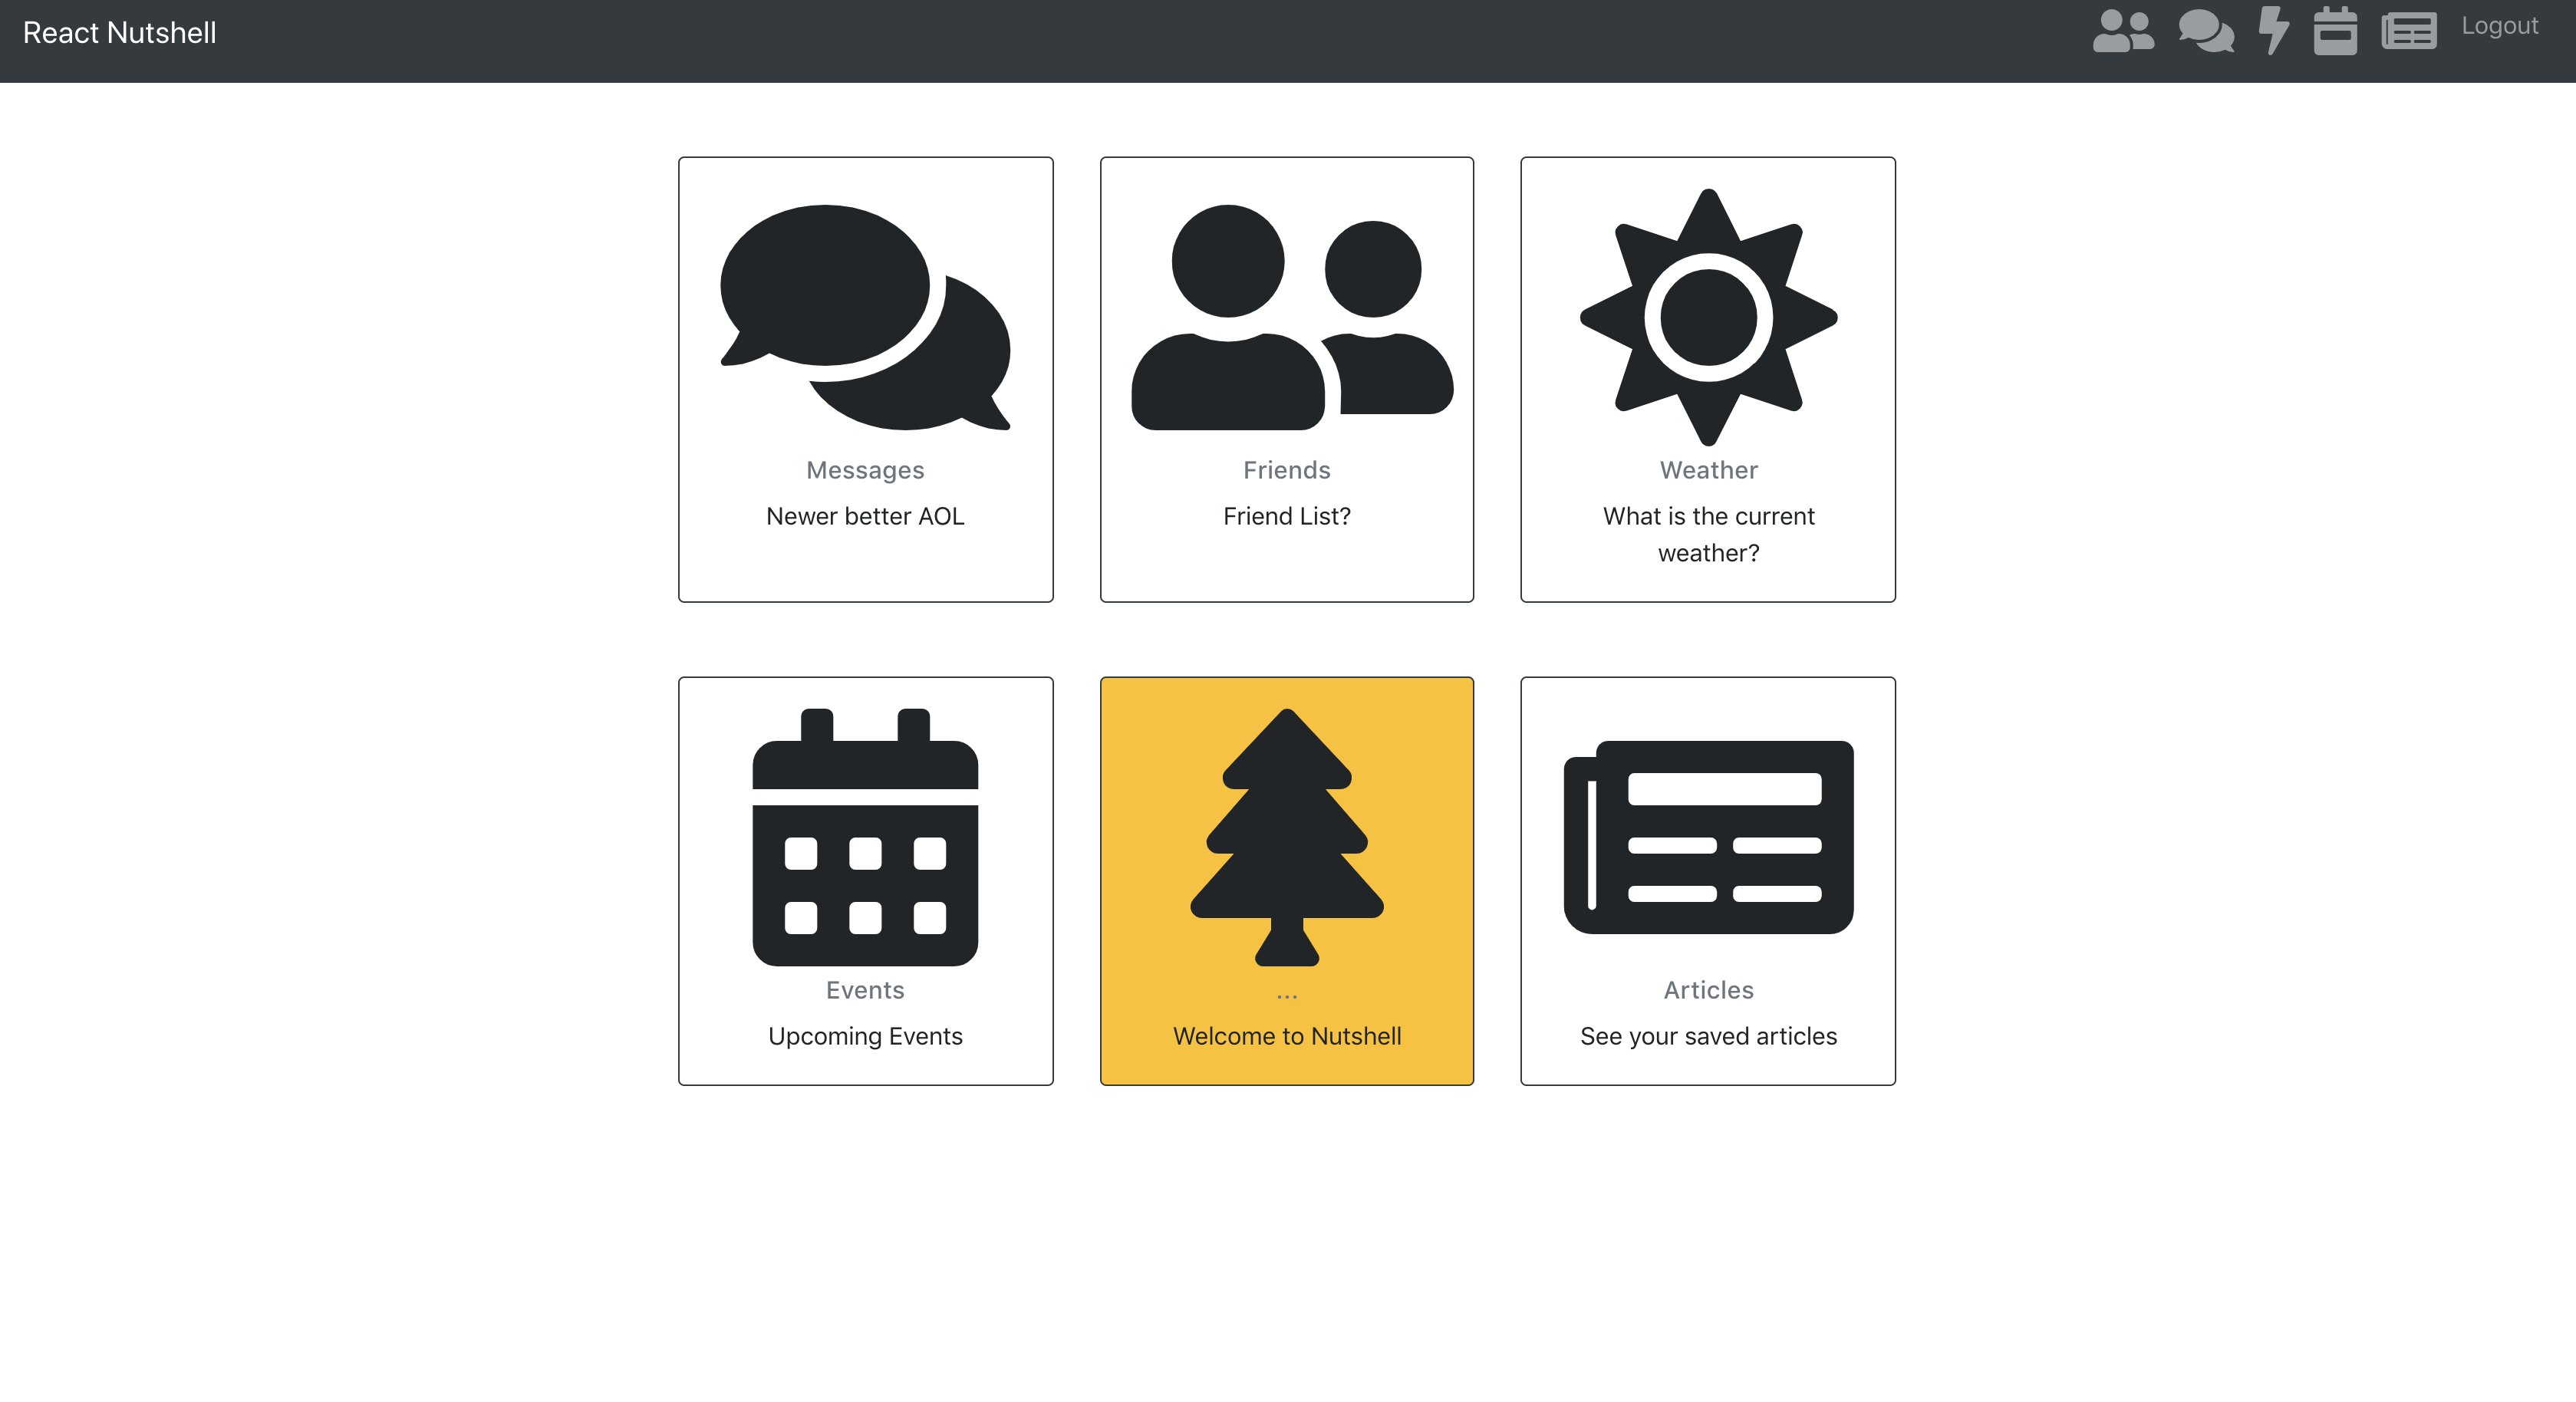 React Nutshell
Logout
Messages
Newer better AOL
Friends
Friend List?
Weather
What is the current
weather?
Events
Upcoming Events
...
Welcome to Nutshell
Articles
See your saved articles